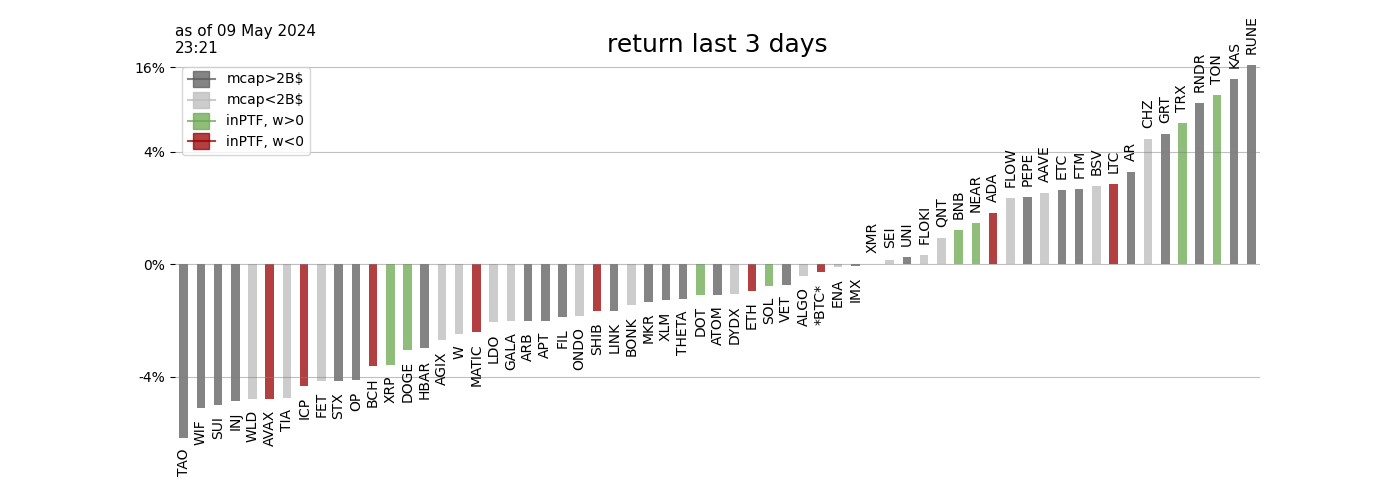 as of 09 May 2024
23:21
return last 3 days
16%
4%
0%
-4%
mcap>2B$
mcap<2B$
inPTF, w>0
inPTF, w<0
TAO
WIF
SUI
INJ
WLD
AVAX
TIA
ICP
FET
STX
OP
BCH
XRP
DOGE
HBAR
AGIX
W
MATIC
LDO
GALA
ARB
APT
FIL
ONDO
SHIB
LINK
BONK
MKR
XLM
THETA
DOT
ATOM
DYDX
ETH
SOL
VET
ALGO
*BTC*
ENA
IMX
XMR
SEI
UNI
FLOKI
QNT
BNB
NEAR
ADA
FLOW
PEPE
AAVE
ETC
FTM
BSV
LTC
AR
CHZ
GRT
TRX
RNDR
TON
KAS
RUNE